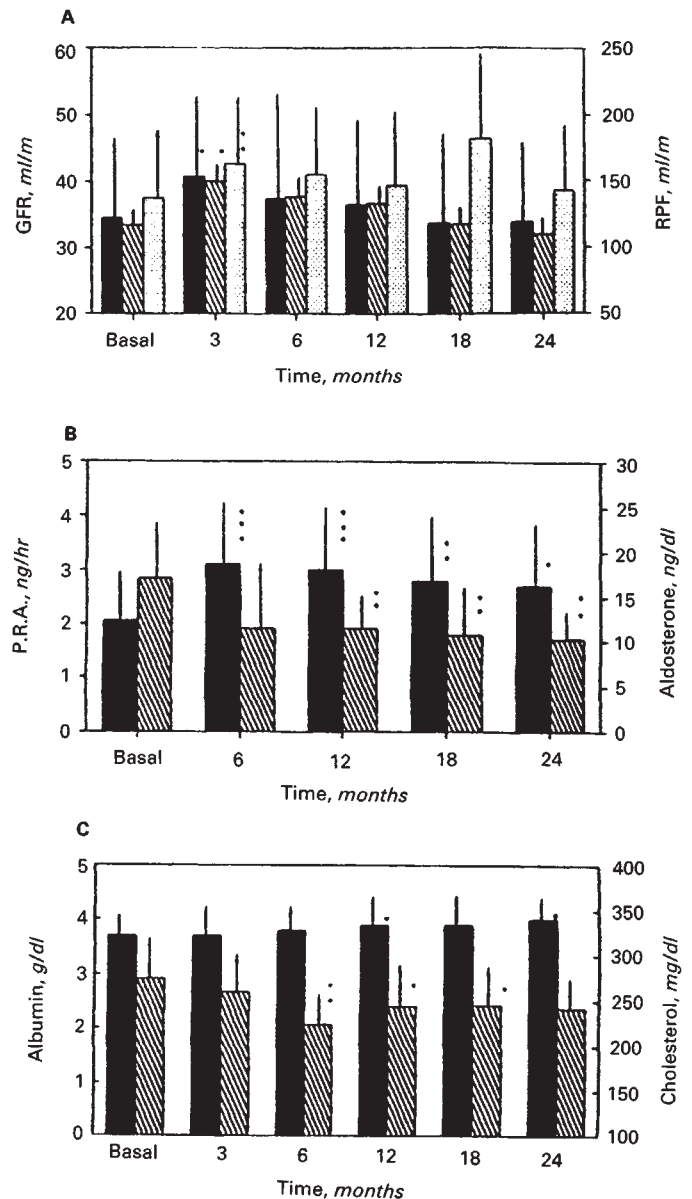 A
60 250
50 200
40 150
30 100
20 50
GFR, ml/m
RPF, ml/m
Basal 3 6 12 18 24
Time, months
B
5 30
25
4
20
3
15
2
10
1
5
0 0
P.R.A., ng/hr
Aldosterone, ng/dl
Basal 6 12 18 24
Time, months
C
5 400
4 350
300
3
250
2
200
1 150
0 100
Albumin, g/dl
Cholesterol, mg/dl
Basal 3 6 12 18 24
Time, months